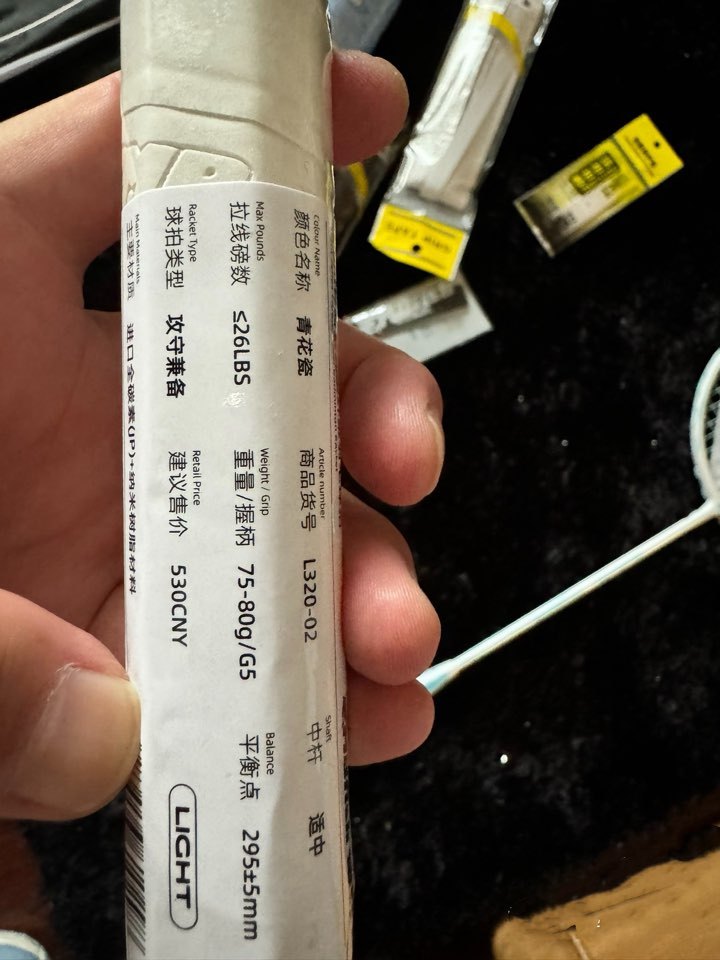 Colour Name
颜色名称 青花瓷
Article number
商品货号 L320-02
Shaft
中杆 适中
Max Pounds
拉线磅数 ≤26LBS
Weight / Grip
重量/握柄 75-80g/G5
Balance
平衡点 295±5mm
Racket Type
球拍类型 攻守兼备
Retail Price
建议售价 530CNY
LIGHT
Main Materials
主要材质 进口全碳素(JP)+纳米树脂材料